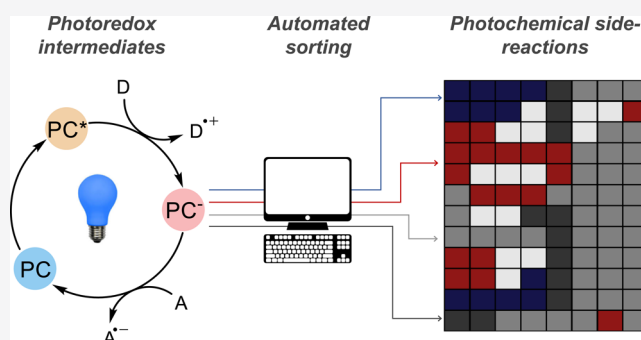 Photoredox
intermediates
Automated
sorting
Photochemical side-
reactions
D
PC*
D•+
PC-
PC
A
A•−